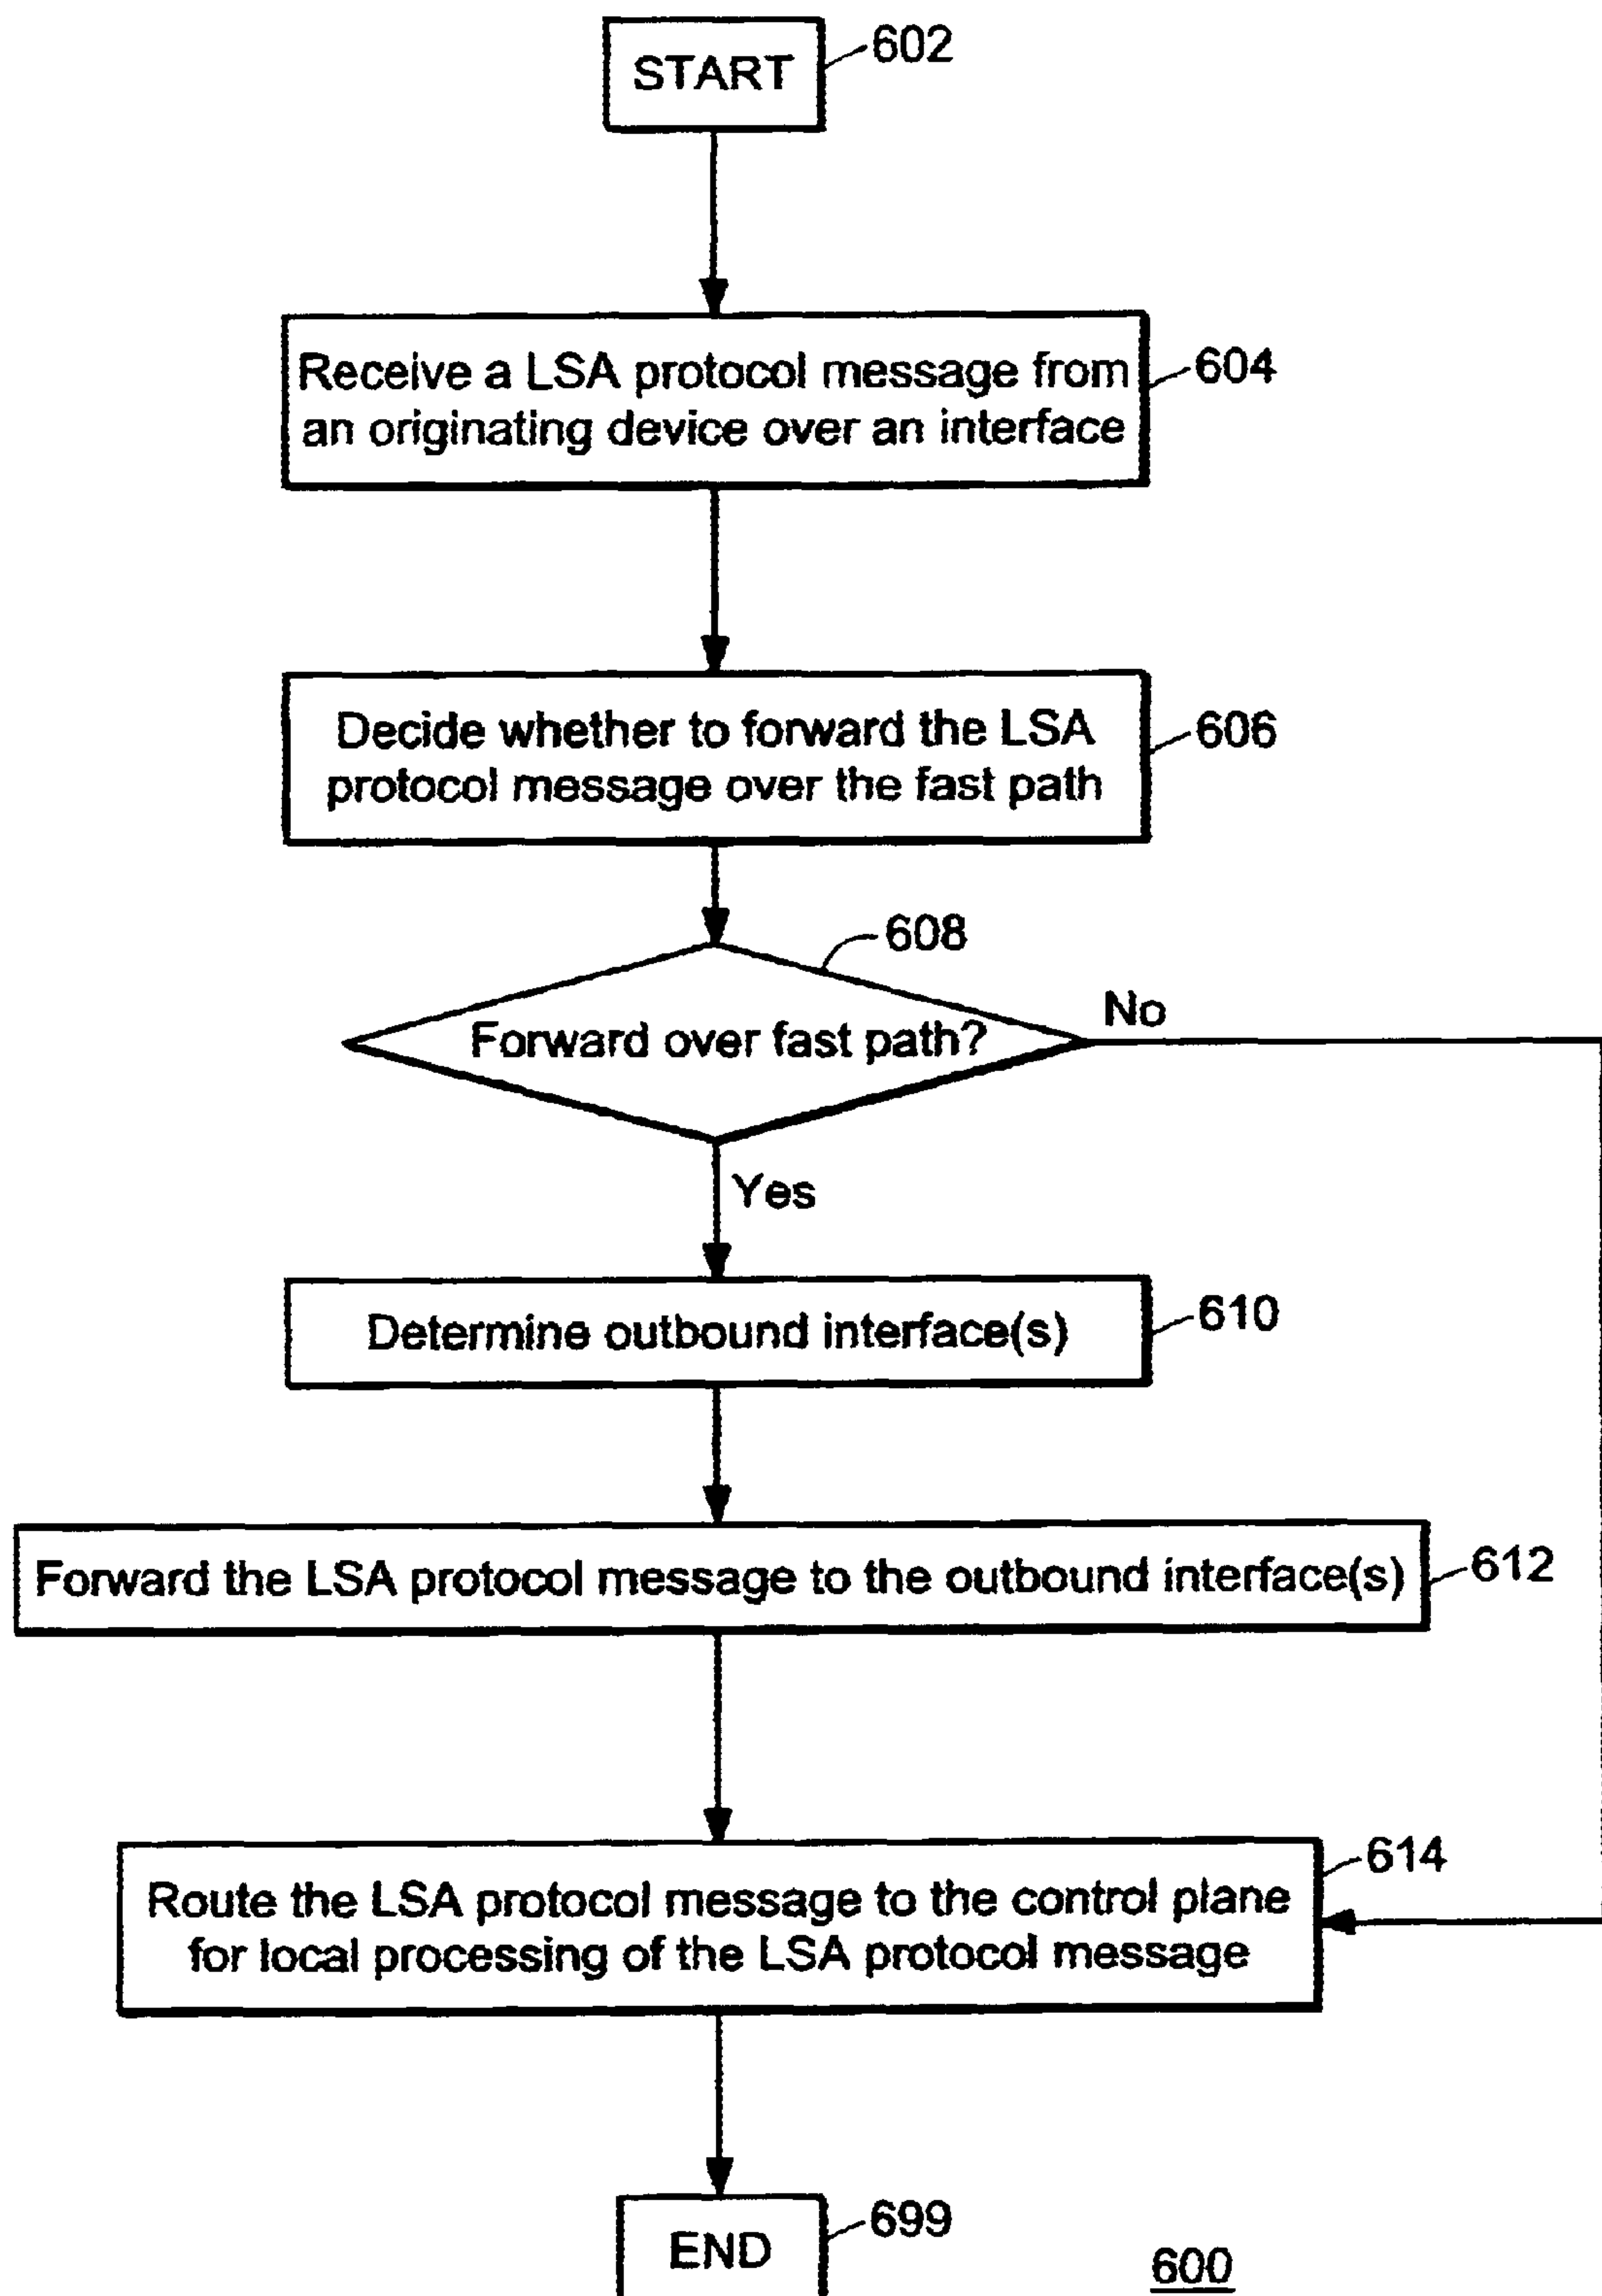 START
602
Receive a LSA protocol message from
an originating device over an interface
604
Decide whether to forward the LSA
protocol message over the fast path
606
608
Forward over fast path?
No
Yes
Determine outbound interface(s)
610
Forward the LSA protocol message to the outbound interface(s)
612
614
Route the LSA protocol message to the control plane
for local processing of the LSA protocol message
END
699
600